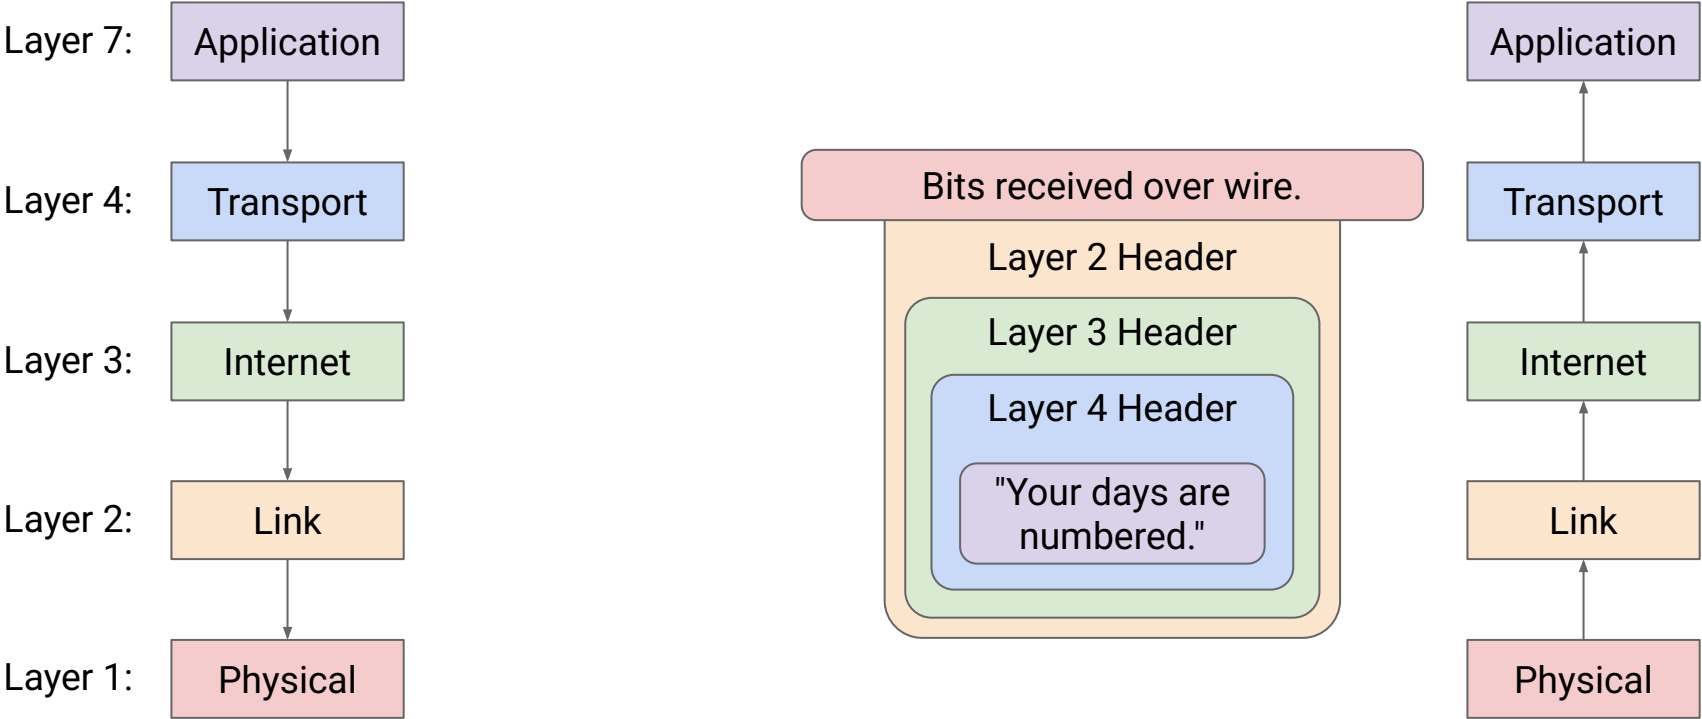 Layer 7:
Application
Layer 4:
Transport
Layer 3:
Internet
Layer 2:
Link
Layer 1:
Physical
Bits received over wire.
Layer 2 Header
Layer 3 Header
Layer 4 Header
"Your days are
numbered."
Application
Transport
Internet
Link
Physical